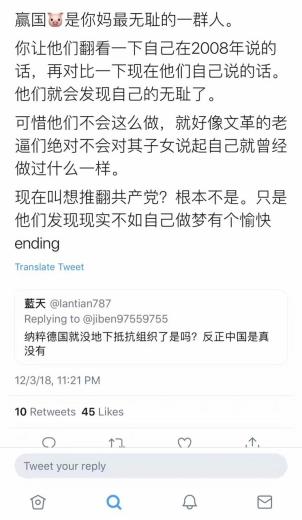 赢国🐷是你妈最无耻的一群人。
你让他们翻看一下自己在2008年说的
话，再对比一下现在他们自己说的话。
他们就会发现自己的无耻了。
可惜他们不会这么做，就好像文革的老
逼们绝对不会对其子女说起自己就曾经
做过什么一样。
现在叫想推翻共产党？根本不是。只是
他们发现现实不如自己做梦有个愉快
ending
Translate Tweet
藍天 @lantian787
Replying to @jiben97559755
纳粹德国就没地下抵抗组织了是吗？反正中国是真
没有
12/3/18, 11:21 PM
10 Retweets 45 Likes
Tweet your reply